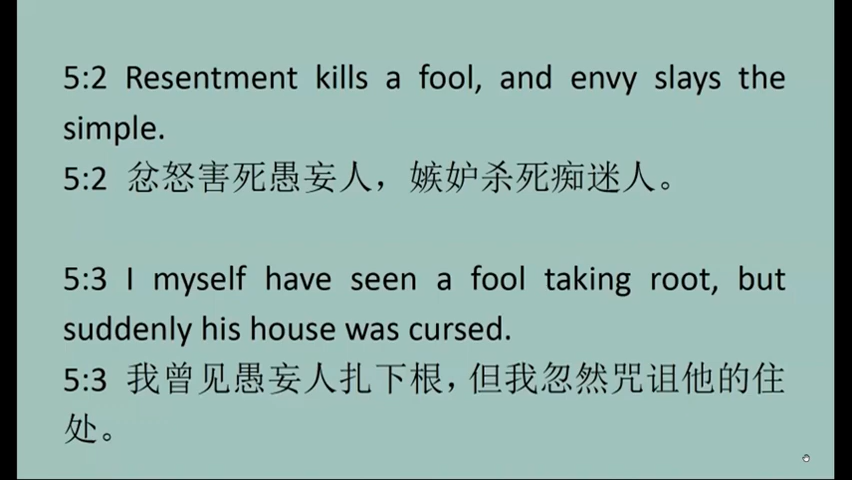 5:2 Resentment kills a fool, and envy slays the
simple.
5:2 忿怒害死愚妄人，嫉妒杀死痴迷人。
5:3 I myself have seen a fool taking root, but
suddenly his house was cursed.
5:3 我曾见愚妄人扎下根，但我忽然咒诅他的住
处。